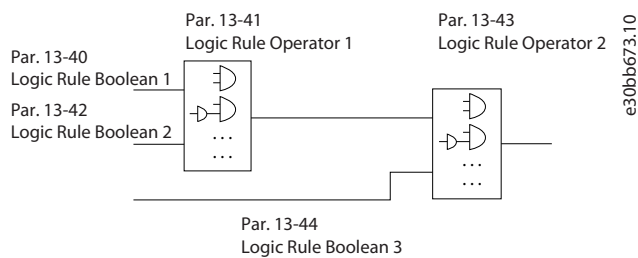 Par. 13-41
Logic Rule Operator 1
Par. 13-43
Logic Rule Operator 2
Par. 13-40
Logic Rule Boolean 1
Par. 13-42
Logic Rule Boolean 2
...
...
...
...
Par. 13-44
Logic Rule Boolean 3
e30bb673.10